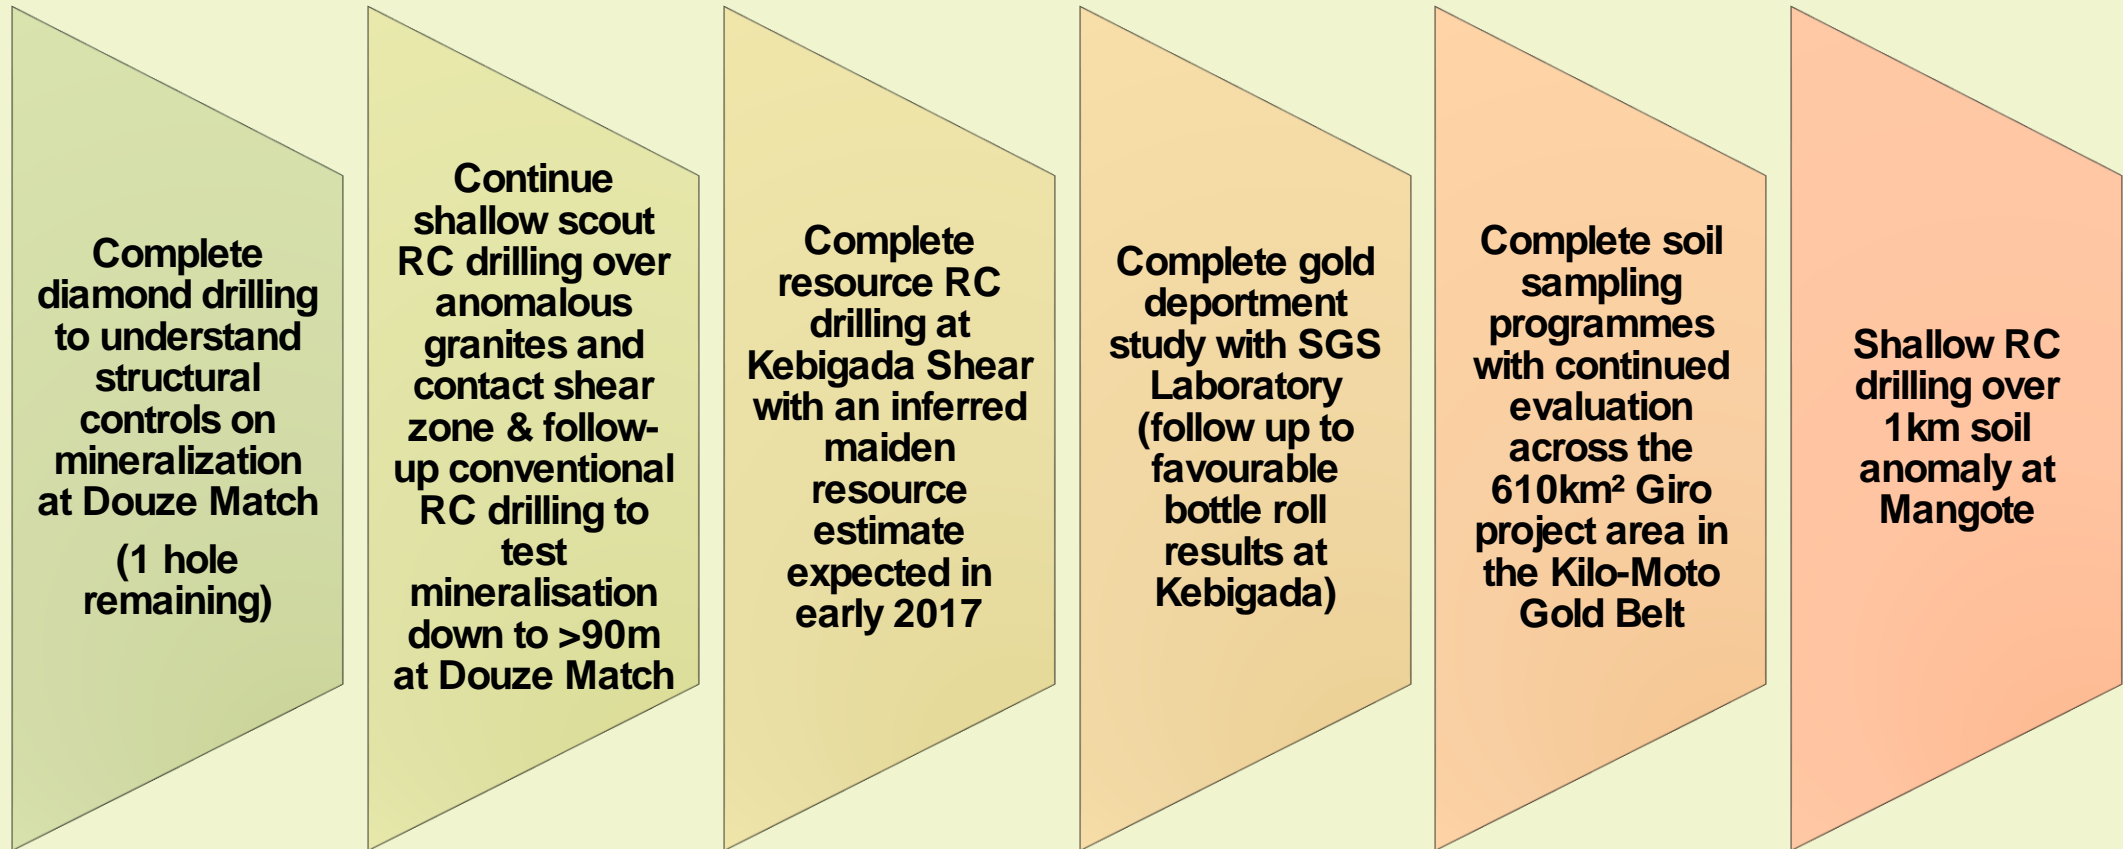 Complete
diamond drilling
to understand
structural
controls on
mineralization
at Douze Match
(1 hole
remaining)
Continue
shallow scout
RC drilling over
anomalous
granites and
contact shear
zone & follow-
up conventional
RC drilling to
test
mineralisation
down to >90m
at Douze Match
Complete
resource RC
drilling at
Kebigada Shear
with an inferred
maiden
resource
estimate
expected in
early 2017
Complete gold
deportment
study with SGS
Laboratory
(follow up to
favourable
bottle roll
results at
Kebigada)
Complete soil
sampling
programmes
with continued
evaluation
across the
610km² Giro
project area in
the Kilo-Moto
Gold Belt
Shallow RC
drilling over
1km soil
anomaly at
Mangote